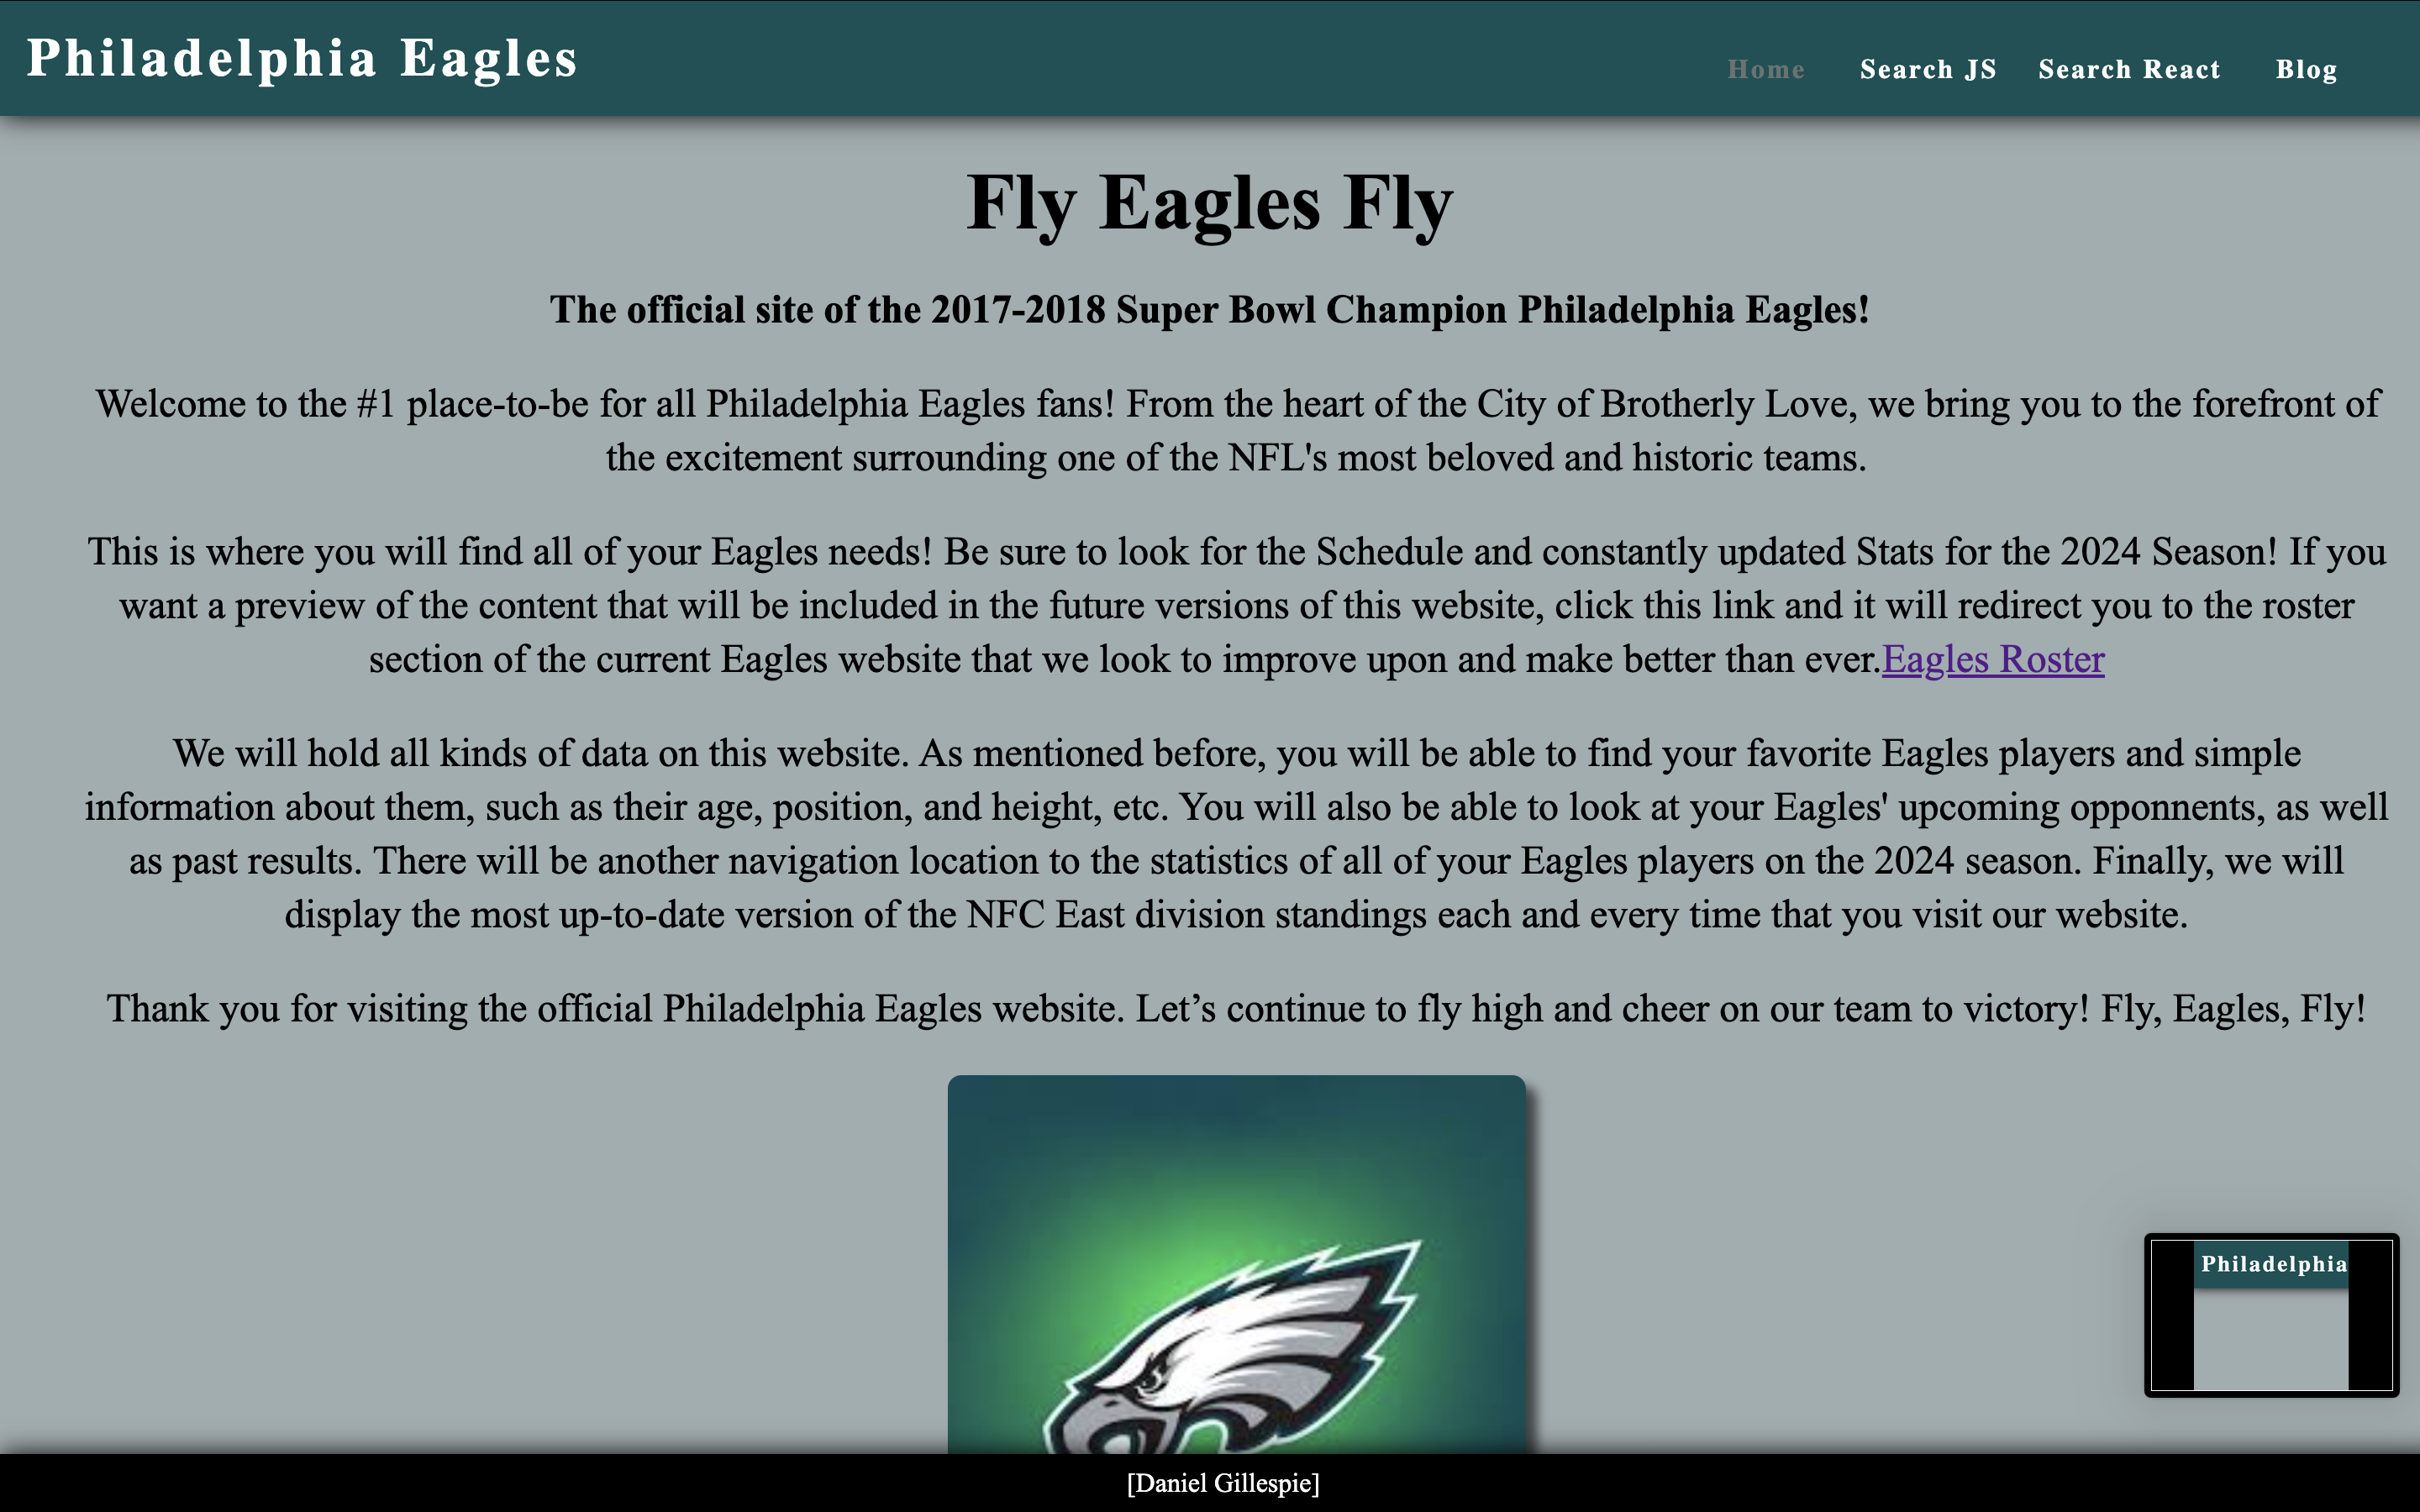 Philadelphia Eagles
Home Search JS Search React Blog
Fly Eagles Fly
The official site of the 2017-2018 Super Bowl Champion Philadelphia Eagles!
Welcome to the #1 place-to-be for all Philadelphia Eagles fans! From the heart of the City of Brotherly Love, we bring you to the forefront of
the excitement surrounding one of the NFL's most beloved and historic teams.
This is where you will find all of your Eagles needs! Be sure to look for the Schedule and constantly updated Stats for the 2024 Season! If you
want a preview of the content that will be included in the future versions of this website, click this link and it will redirect you to the roster
section of the current Eagles website that we look to improve upon and make better than ever.Eagles Roster
We will hold all kinds of data on this website. As mentioned before, you will be able to find your favorite Eagles players and simple
information about them, such as their age, position, and height, etc. You will also be able to look at your Eagles' upcoming opponnents, as well
as past results. There will be another navigation location to the statistics of all of your Eagles players on the 2024 season. Finally, we will
display the most up-to-date version of the NFC East division standings each and every time that you visit our website.
Thank you for visiting the official Philadelphia Eagles website. Let’s continue to fly high and cheer on our team to victory! Fly, Eagles, Fly!
Philadelphia
[Daniel Gillespie]